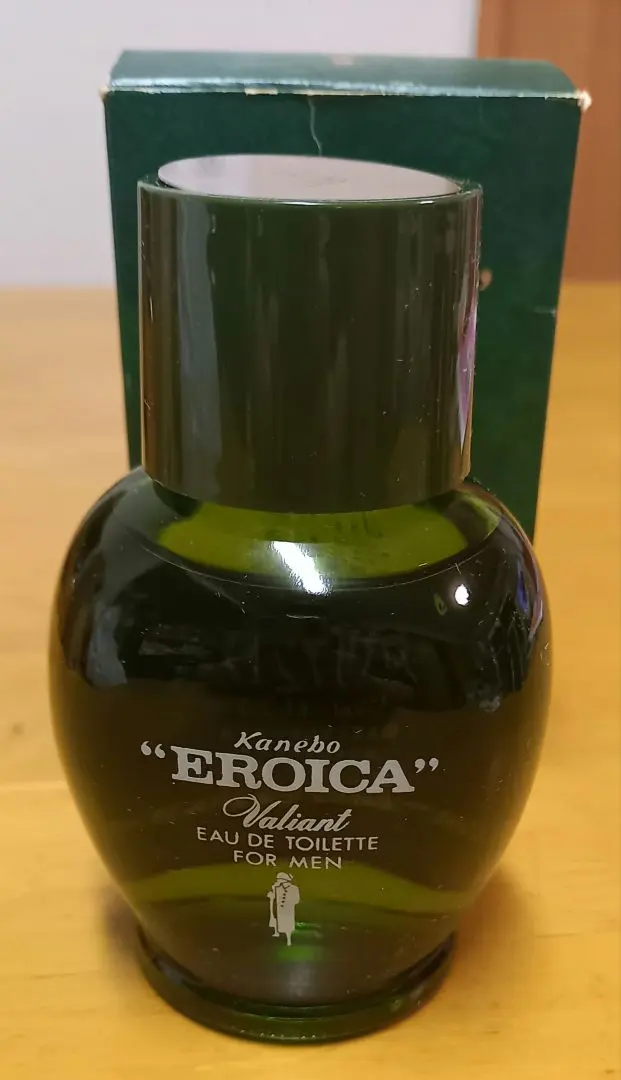 Kanebo
“EROICA”
Valiant
EAU DE TOILETTE
FOR MEN